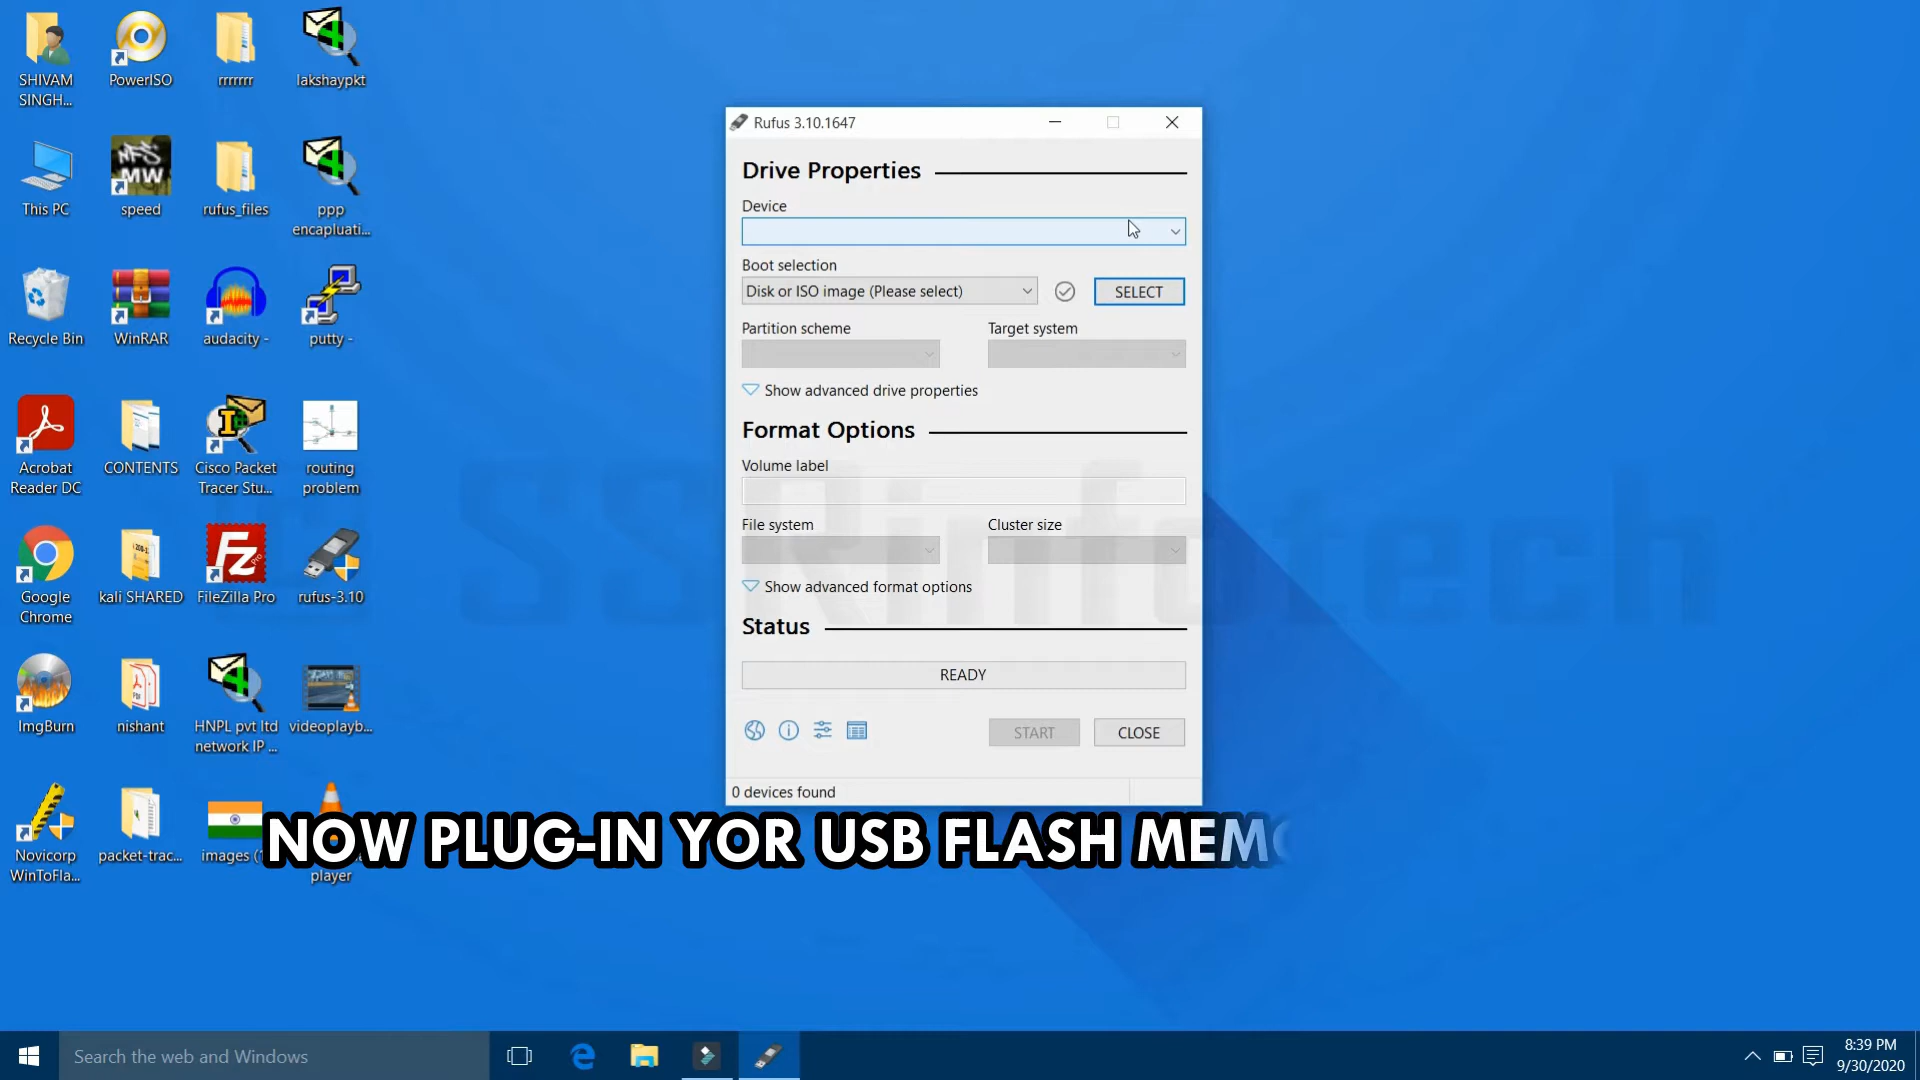 SHIVAM
SINGH...
PowerISO
rrrrrrr
lakshaypkt
This PC
speed
rufus_files
ppp
encapluati...
Recycle Bin
WinRAR
audacity -
putty -
Acrobat
Reader DC
CONTENTS
Cisco Packet
Tracer Stu...
routing
problem
Google
Chrome
kali SHARED
FileZilla Pro
rufus-3.10
ImgBurn
nishant
HNPL pvt ltd
network IP ...
videoplayb...
Novicorp
WinToFla...
packet-trac...
images (
player
NFS
MW
Rufus 3.10.1647
Drive Properties
Device
Boot selection
Disk or ISO image (Please select)
SELECT
Partition scheme
Target system
Show advanced drive properties
Format Options
Volume label
File system
Cluster size
Show advanced format options
Status
READY
START
CLOSE
0 devices found
© SSRinfotech
NOW PLUG-IN YOR USB FLASH MEMO
Search the web and Windows
8:39 PM
9/30/2020